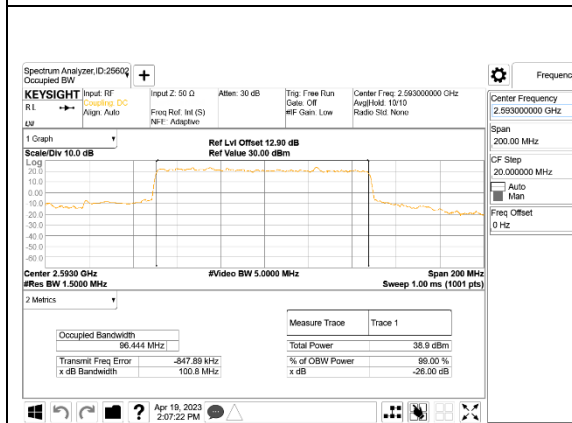 Spectrum Analyzer,ID:25602
Occupied BW
Frequency
KEYSIGHT
Input: RF
Coupling: DC
Align: Auto
Input Z: 50 Ω
Freq Ref: Int (S)
NFE: Adaptive
Atten: 30 dB
Trig: Free Run
Gate: Off
#IF Gain: Low
Center Freq: 2.593000000 GHz
Avg|Hold: 10/10
Radio Std: None
R L
Center Frequency
2.593000000 GHz
Span
200.00 MHz
CF Step
20.000000 MHz
Auto
Man
Freq Offset
0 Hz
1 Graph
Scale/Div 10.0 dB
Ref Lvl Offset 12.90 dB
Ref Value 30.00 dBm
Log
20.0
10.0
0.00
-10.0
-20.0
-30.0
-40.0
-50.0
-60.0
Center 2.5930 GHz
#Res BW 1.5000 MHz
#Video BW 5.0000 MHz
Span 200 MHz
Sweep 1.00 ms (1001 pts)
2 Metrics
Occupied Bandwidth
96.444 MHz
Transmit Freq Error
-847.89 kHz
x dB Bandwidth
100.8 MHz
Measure Trace
Trace 1
Total Power
38.9 dBm
% of OBW Power
99.00 %
x dB
-26.00 dB
?
Apr 19, 2023
2:07:22 PM